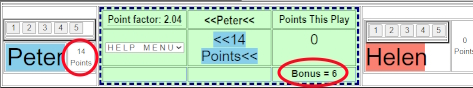 1 2 3 4 5
Peter
14
Points
Point factor: 2.04
<<Peter<<
Points This Play
HELP MENU
<<14
Points<<
0
Bonus = 6
1 2 3 4 5
Helen
0
Points